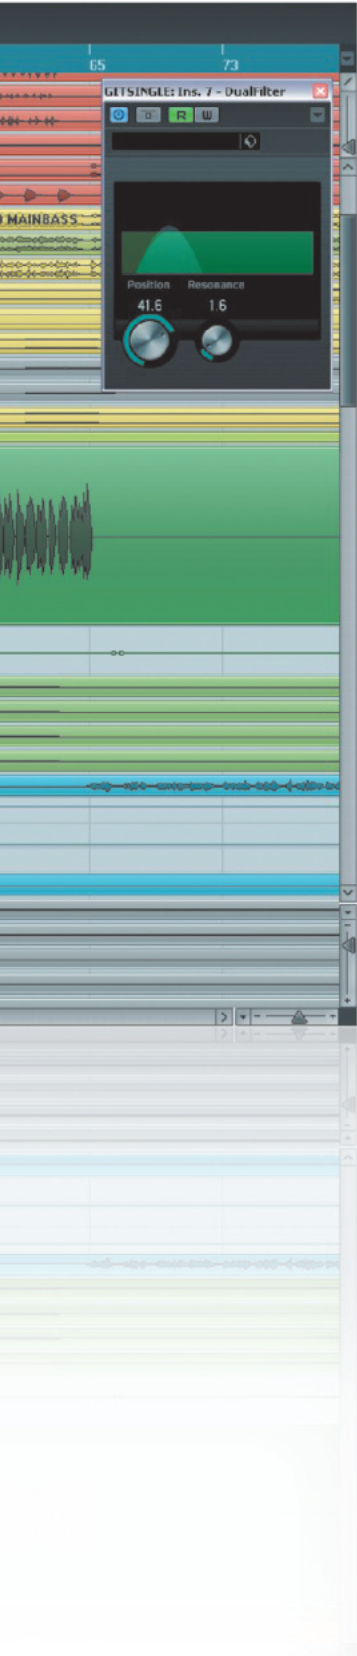 65 73
GITSINGLE: Ins. 7 - DualFilter
R W
MAINBASS
Position Resonance
41.6 1.6